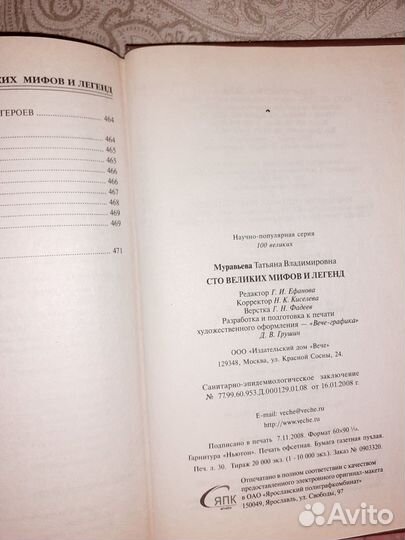 КИХ МИФОВ И ЛЕГЕНД
ГЕРОЕВ ... 464
464
465
465
466
466
467
468
469
469
471
Научно-популярная серия
100 великих
Муравьева Татьяна Владимировна
СТО ВЕЛИКИХ МИФОВ И ЛЕГЕНД
Редактор Г. И. Ефанова
Корректор Н. К. Киселева
Верстка Г. Н. Фадеев
Разработка и подготовка к печати
художественного оформления — «Вече-графика»
Д. В. Грушин
ООО «Издательский дом «Вече»
129348, Москва, ул. Красной Сосны, 24.
Санитарно-эпидемиологическое заключение
№ 77.99.60.953.Д.000129.01.08 от 16.01.2008 г.
E-mail: veche@veche.ru
http://www.veche.ru
Подписано в печать 7.11.2008. Формат 60×90 1/16.
Гарнитура «Ньютон». Печать офсетная. Бумага газетная пухлая.
Печ. л. 30. Тираж 20 000 экз. (1 - 10 000 экз.) Заказ № 0903320.
ЯПК
Отпечатано в полном соответствии с качеством
предоставленного электронного оригинал-макета
в ОАО «Ярославский полиграфкомбинат»
150049, Ярославль, ул. Свободы, 97
Avito